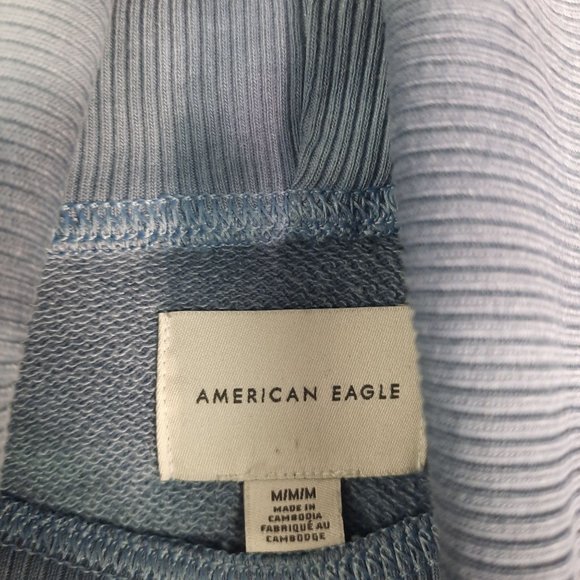 AMERICAN EAGLE
M/M/M
MADE IN
CAMBODIA
FABRIQUÉ AU
CAMBODGE